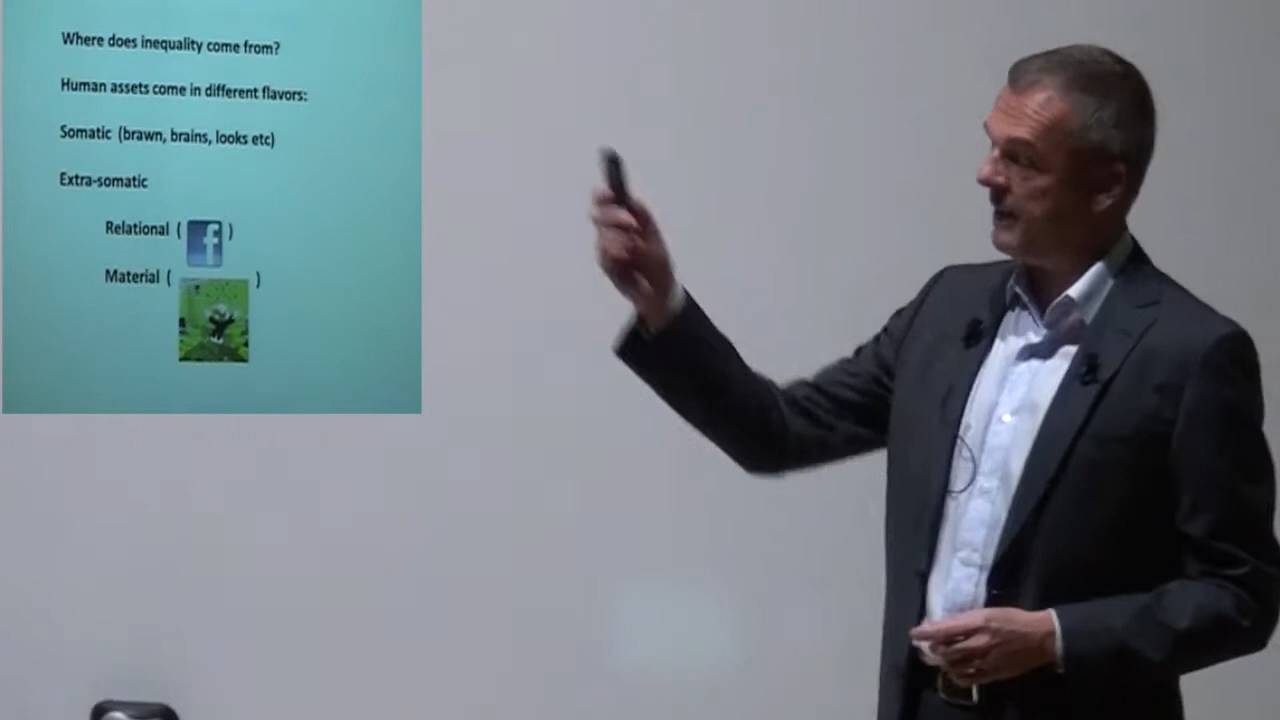 Where does inequality come from?
Human assets come in different flavors:
Somatic (brawn, brains, looks etc)
Extra-somatic
Relational ( f )
Material ( )